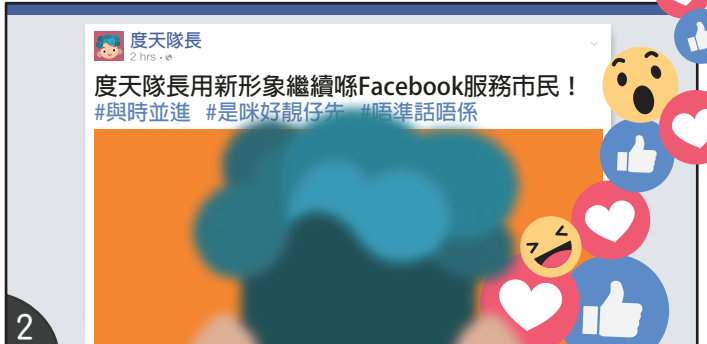 度天隊長
2 hrs ·
度天隊長用新形象繼續喺Facebook服務市民！
#與時並進 #是咪好靚仔先 #唔準話唔係
2